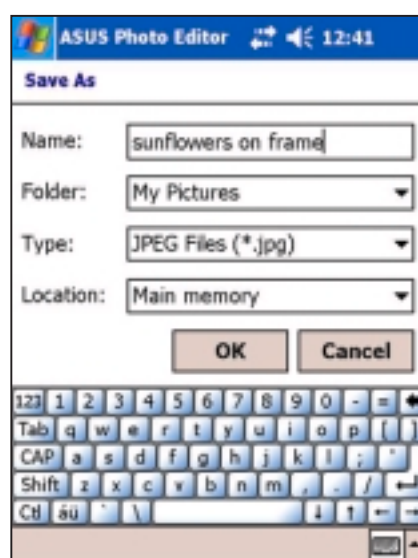 ASUS Photo Editor 12:41
Save As
Name: sunflowers on frame
Folder: My Pictures
Type: JPEG Files (*.jpg)
Location: Main memory
OK Cancel
123 1 2 3 4 5 6 7 8 9 0 - =
Tab q w e r t y u i o p [ ]
CAP a s d f g h j k l ; '
Shift z x c v b n m , . /
Ctl áü ` \